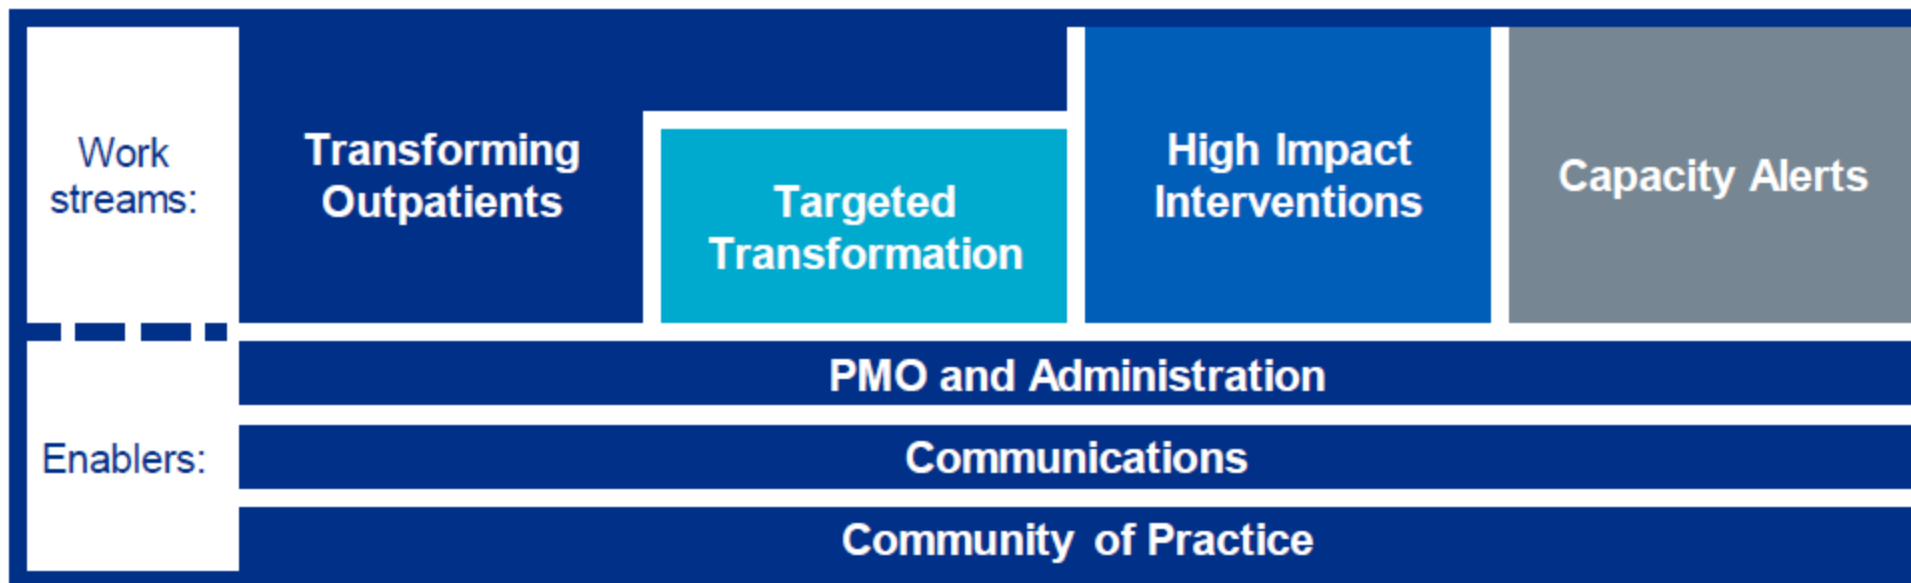 Work
streams:
Transforming
Outpatients
Targeted
Transformation
High Impact
Interventions
Capacity Alerts
Enablers:
PMO and Administration
Communications
Community of Practice